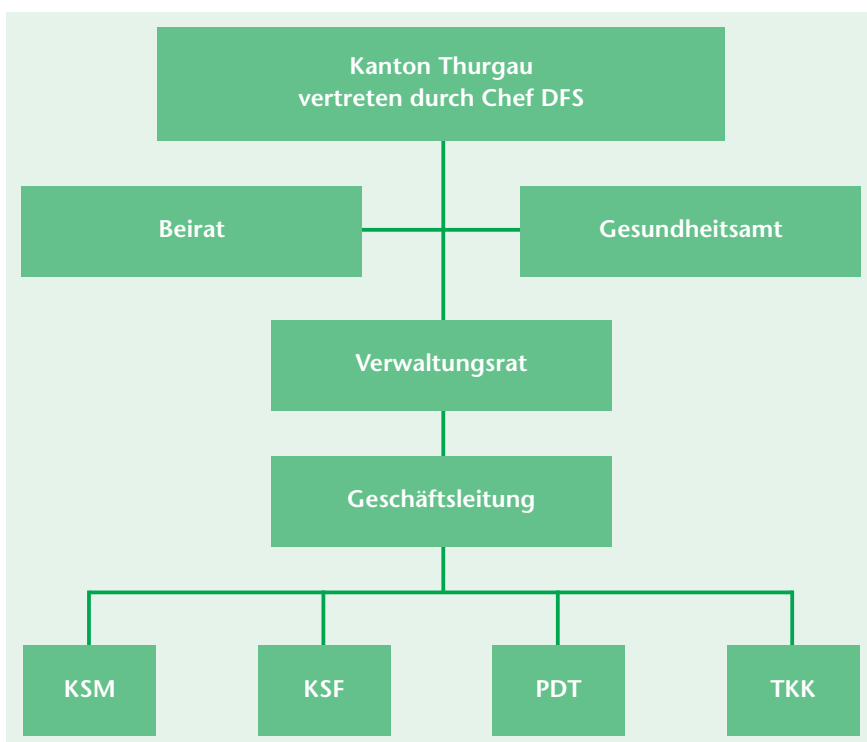 Kanton Thurgau
vertreten durch Chef DFS
Beirat
Gesundheitsamt
Verwaltungsrat
Geschäftsleitung
KSM
KSF
PDT
TKK